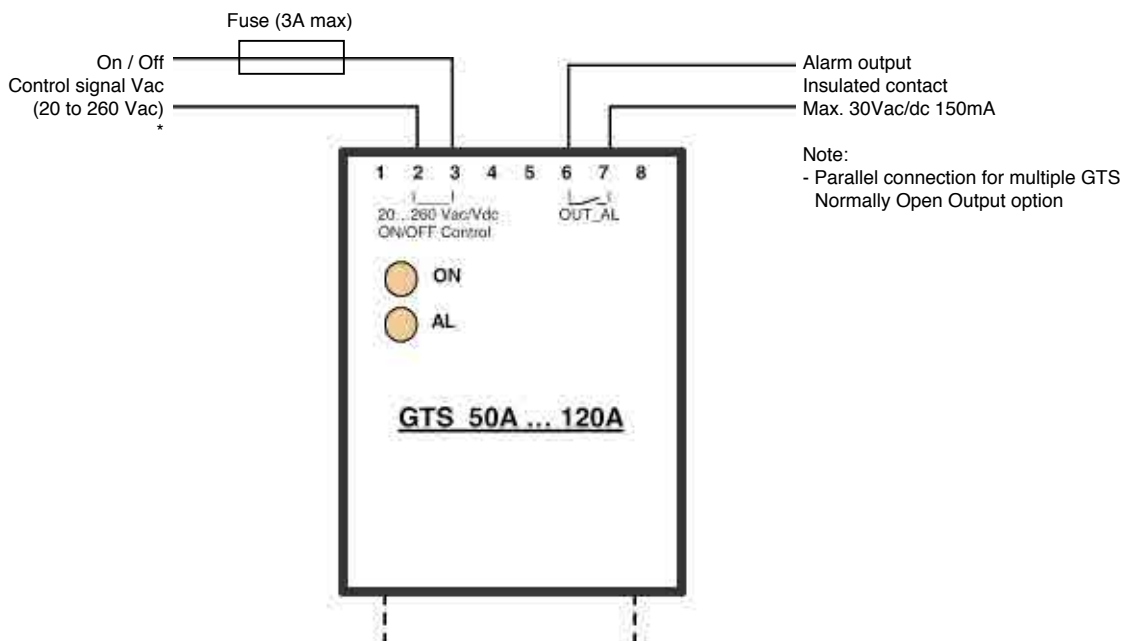 Fuse (3A max)
On / Off
Control signal Vac
(20 to 260 Vac)
*
Alarm output
Insulated contact
Max. 30Vac/dc 150mA
Note:
- Parallel connection for multiple GTS
Normally Open Output option
1 2 3 4 5 6 7 8
20...260 Vac/Vdc
ON/OFF Control
OUT_AL
ON
AL
GTS 50A ... 120A